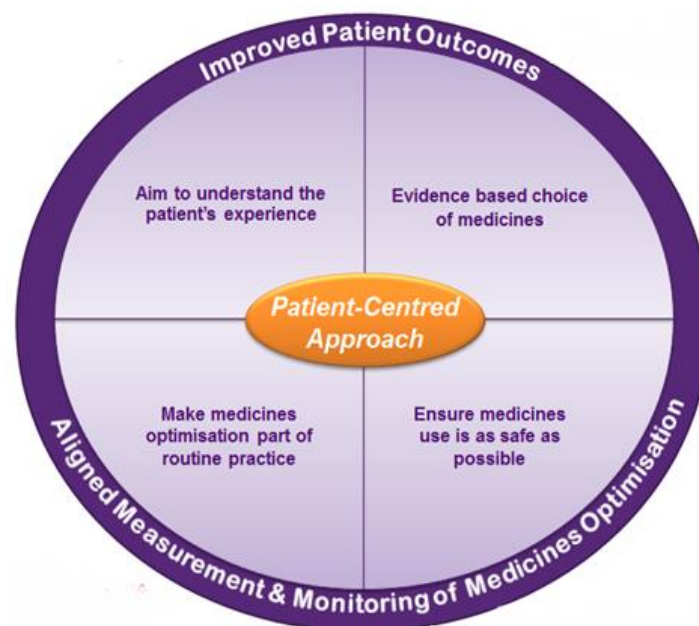 Improved Patient Outcomes
Aim to understand the
patient's experience
Evidence based choice
of medicines
Patient-Centred
Approach
Make medicines
optimisation part of
routine practice
Ensure medicines
use is as safe as
possible
Aligned Measurement & Monitoring of Medicines Optimisation